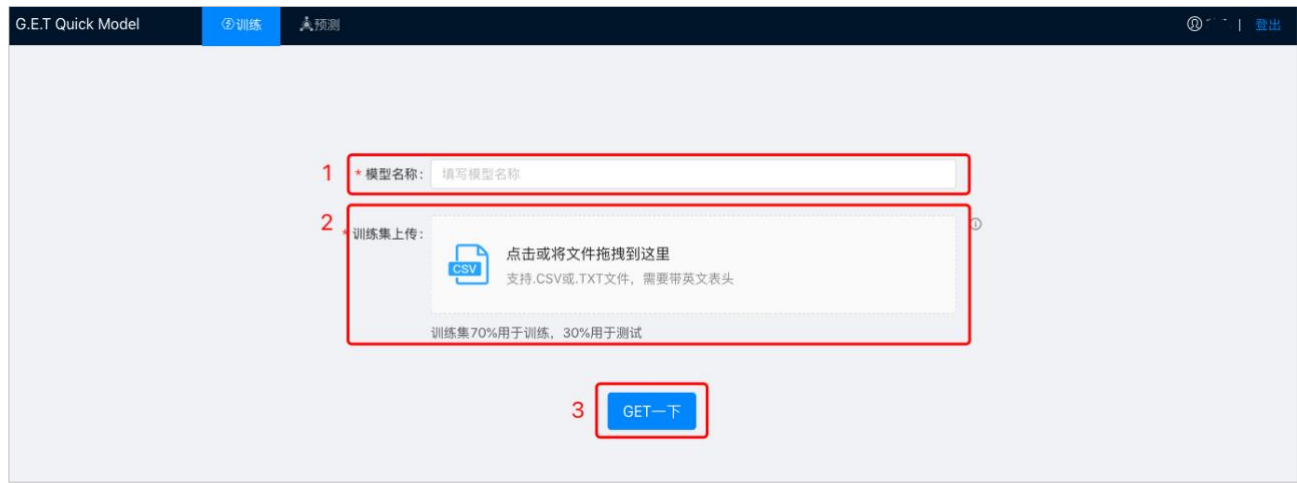 G.E.T Quick Model 训练 预测 | 登出
1 * 模型名称: 填写模型名称
2 * 训练集上传:
点击或将文件拖拽到这里
CSV
支持.CSV或.TXT文件，需要带英文表头
训练集70%用于训练，30%用于测试
3 GET一下